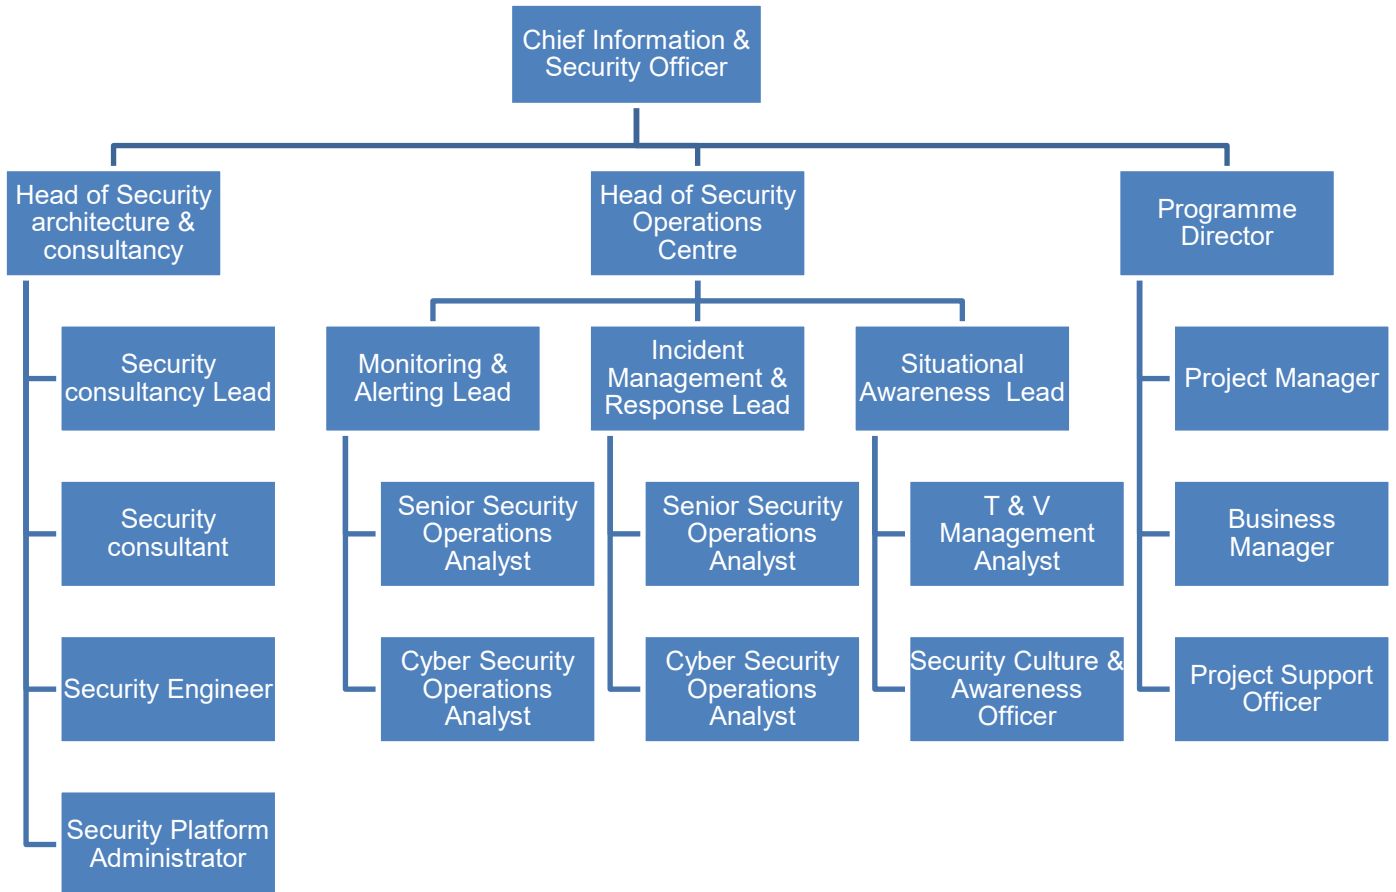 Chief Information &
Security Officer
Head of Security
architecture &
consultancy
Head of Security
Operations
Centre
Programme
Director
Security
consultancy Lead
Monitoring &
Alerting Lead
Incident
Management &
Response Lead
Situational
Awareness  Lead
Project Manager
Security
consultant
Senior Security
Operations
Analyst
Senior Security
Operations
Analyst
T & V
Management
Analyst
Business
Manager
Security Engineer
Cyber Security
Operations
Analyst
Cyber Security
Operations
Analyst
Security Culture &
Awareness
Officer
Project Support
Officer
Security Platform
Administrator